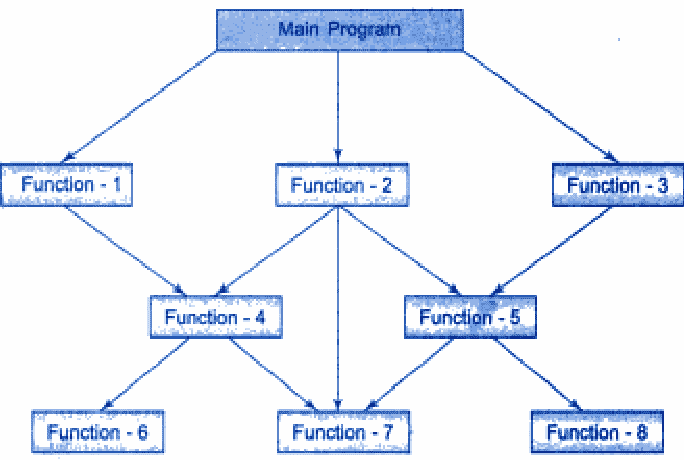 Main Program
Function - 1
Function - 2
Function - 3
Function - 4
Function - 5
Function - 6
Function - 7
Function - 8